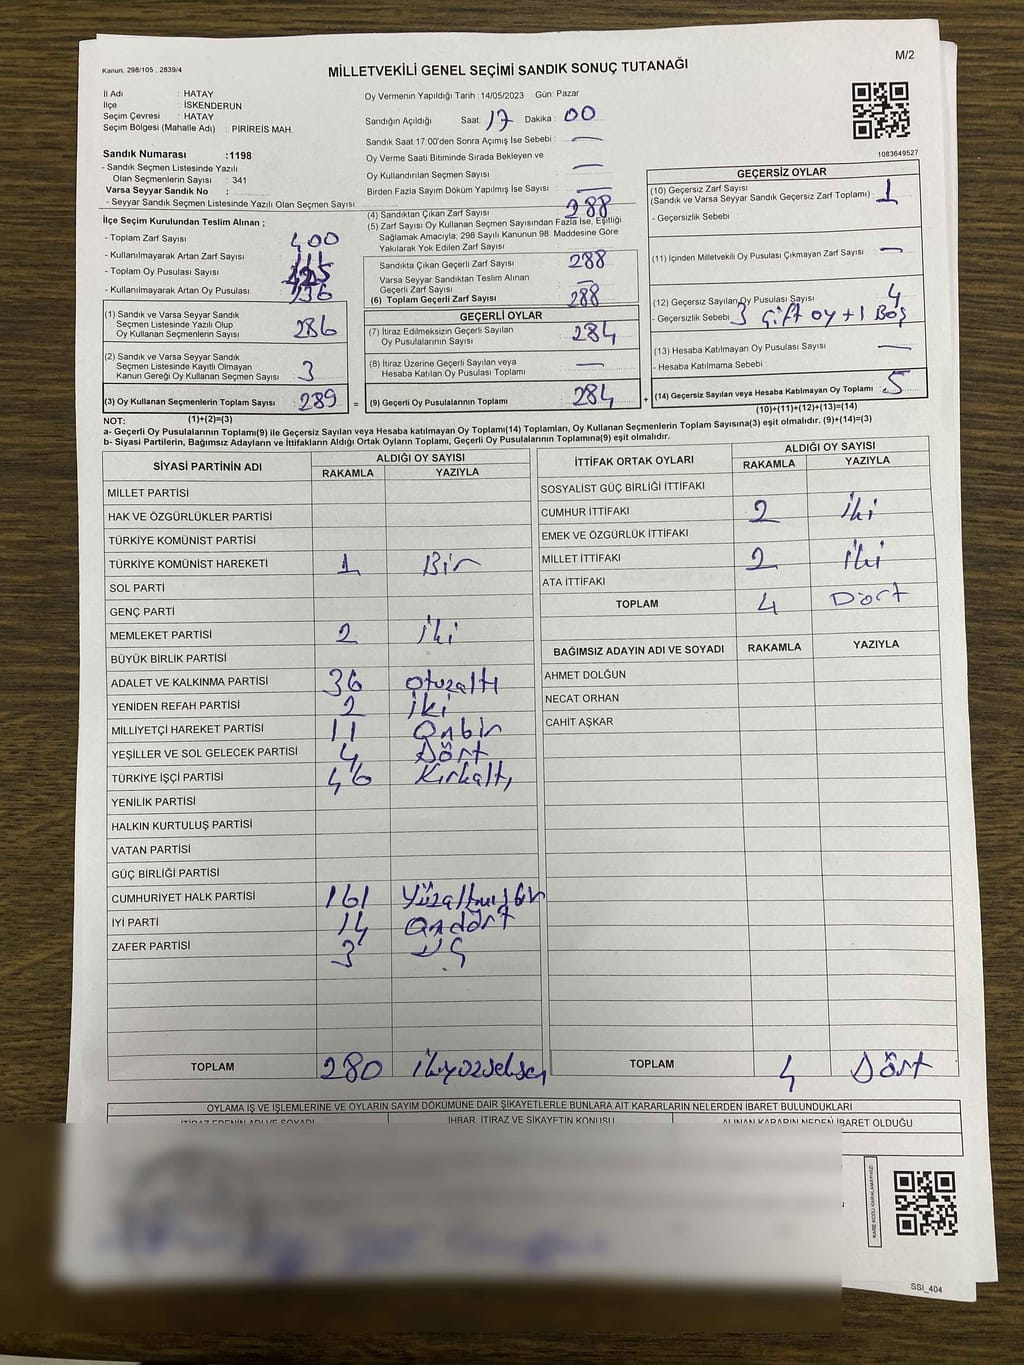 Kanun, 298/105 , 2839/4
M/2
MİLLETVEKİLİ GENEL SEÇİMİ SANDIK SONUÇ TUTANAĞI
İl Adı : HATAY
İlçe : İSKENDERUN
Seçim Çevresi : HATAY
Seçim Bölgesi (Mahalle Adı) : PİRİREİS MAH.
Sandık Numarası :1198
- Sandık Seçmen Listesinde Yazılı
Olan Seçmenlerin Sayısı : 341
Varsa Seyyar Sandık No :
- Seyyar Sandık Seçmen Listesinde Yazılı Olan Seçmen Sayısı
Oy Vermenin Yapıldığı Tarih : 14/05/2023 Gün: Pazar
Sandığın Açıldığı Saat 17 Dakika : 00
Sandık Saat 17:00'den Sonra Açımış İse Sebebi : —
Oy Verme Saati Bitiminde Sırada Bekleyen ve
Oy Kullandırılan Seçmen Sayısı : —
Birden Fazla Sayım Döküm Yapılmış İse Sayısı : —
1083649527
İlçe Seçim Kurulundan Teslim Alınan ;
- Toplam Zarf Sayısı : 400
- Kullanılmayarak Artan Zarf Sayısı :
- Toplam Oy Pusulası Sayısı : 425
- Kullanılmayarak Artan Oy Pusulası : 136
(4) Sandıktan Çıkan Zarf Sayısı : 288
(5) Zarf Sayısı Oy Kullanan Seçmen Sayısından Fazla İse, Eşitliği
Sağlamak Amacıyla, 298 Sayılı Kanunun 98. Maddesine Göre
Yakılarak Yok Edilen Zarf Sayısı
Sandıkta Çıkan Geçerli Zarf Sayısı : 288
Varsa Seyyar Sandıktan Teslim Alınan
Geçerli Zarf Sayısı : —
(6) Toplam Geçerli Zarf Sayısı : 288
GEÇERSİZ OYLAR
(10) Geçersiz Zarf Sayısı
(Sandık ve Varsa Seyyar Sandık Geçersiz Zarf Toplamı) : 1
- Geçersizlik Sebebi
(11) İçinden Milletvekili Oy Pusulası Çıkmayan Zarf Sayısı : —
(12) Geçersiz Sayılan Oy Pusulası Sayısı : 4
- Geçersizlik Sebebi : 3 Çift oy + 1 Boş
(13) Hesaba Katılmayan Oy Pusulası Sayısı : —
- Hesaba Katılmama Sebebi :
(14) Geçersiz Sayılan veya Hesaba Katılmayan Oy Toplamı : 5
(10)+(11)+(12)+(13)=(14)
(1) Sandık ve Varsa Seyyar Sandık
Seçmen Listesinde Yazılı Olup
Oy Kullanan Seçmenlerin Sayısı : 286
(2) Sandık ve Varsa Seyyar Sandık
Seçmen Listesinde Kayıtlı Olmayan
Kanun Gereği Oy Kullanan Seçmen Sayısı : 3
(3) Oy Kullanan Seçmenlerin Toplam Sayısı : 289
(1)+(2)=(3)
=
GEÇERLİ OYLAR
(7) İtiraz Edilmeksizin Geçerli Sayılan
Oy Pusulalarının Sayısı : 284
(8) İtiraz Üzerine Geçerli Sayılan veya
Hesaba Katılan Oy Pusulası Toplamı : —
(9) Geçerli Oy Pusulalarının Toplamı : 284
+
NOT:
a- Geçerli Oy Pusulalarının Toplamı(9) ile Geçersiz Sayılan veya Hesaba katılmayan Oy Toplamı(14) Toplamları, Oy Kullanan Seçmenlerin Toplam Sayısına(3) eşit olmalıdır. (9)+(14)=(3)
b- Siyasi Partilerin, Bağımsız Adayların ve İttifakların Aldığı Ortak Oyların Toplamı, Geçerli Oy Pusulalarının Toplamına(9) eşit olmalıdır.
SİYASİ PARTİNİN ADI ALDIĞI OY SAYISI
RAKAMLA YAZIYLA
MİLLET PARTİSİ
HAK VE ÖZGÜRLÜKLER PARTİSİ
TÜRKİYE KOMÜNİST PARTİSİ
TÜRKİYE KOMÜNİST HAREKETİ 1 Bir
SOL PARTİ
GENÇ PARTİ
MEMLEKET PARTİSİ 2 iki
BÜYÜK BİRLİK PARTİSİ
ADALET VE KALKINMA PARTİSİ 36 otuzaltı
YENİDEN REFAH PARTİSİ 2 iki
MİLLİYETÇİ HAREKET PARTİSİ 11 Onbir
YEŞİLLER VE SOL GELECEK PARTİSİ 4 Dört
TÜRKİYE İŞÇİ PARTİSİ 46 Kırkaltı
YENİLİK PARTİSİ
HALKIN KURTULUŞ PARTİSİ
VATAN PARTİSİ
GÜÇ BİRLİĞİ PARTİSİ
CUMHURİYET HALK PARTİSİ 161 Yüzaltmışbir
İYİ PARTİ 14 Ondört
ZAFER PARTİSİ 3 üç
TOPLAM 280 ikiyüzseksen
İTTİFAK ORTAK OYLARI ALDIĞI OY SAYISI
RAKAMLA YAZIYLA
SOSYALİST GÜÇ BİRLİĞİ İTTİFAKI
CUMHUR İTTİFAKI 2 iki
EMEK VE ÖZGÜRLÜK İTTİFAKI
MİLLET İTTİFAKI 2 iki
ATA İTTİFAKI
TOPLAM 4 Dört
BAĞIMSIZ ADAYIN ADI VE SOYADI RAKAMLA YAZIYLA
AHMET DOLĞUN
NECAT ORHAN
CAHİT AŞKAR
TOPLAM 4 Dört
OYLAMA İŞ VE İŞLEMLERİNE VE OYLARIN SAYIM DÖKÜMÜNE DAİR ŞİKAYETLERLE BUNLARA AİT KARARLARIN NELERDEN İBARET BULUNDUKLARI
İTİRAZ EDENİN ADI VE SOYADI İHBAR, İTİRAZ VE ŞİKAYETİN KONUSU ALINAN KARARIN NEDEN İBARET OLDUĞU
KARE KODU KARALAMAYINIZ!
SSİ_404